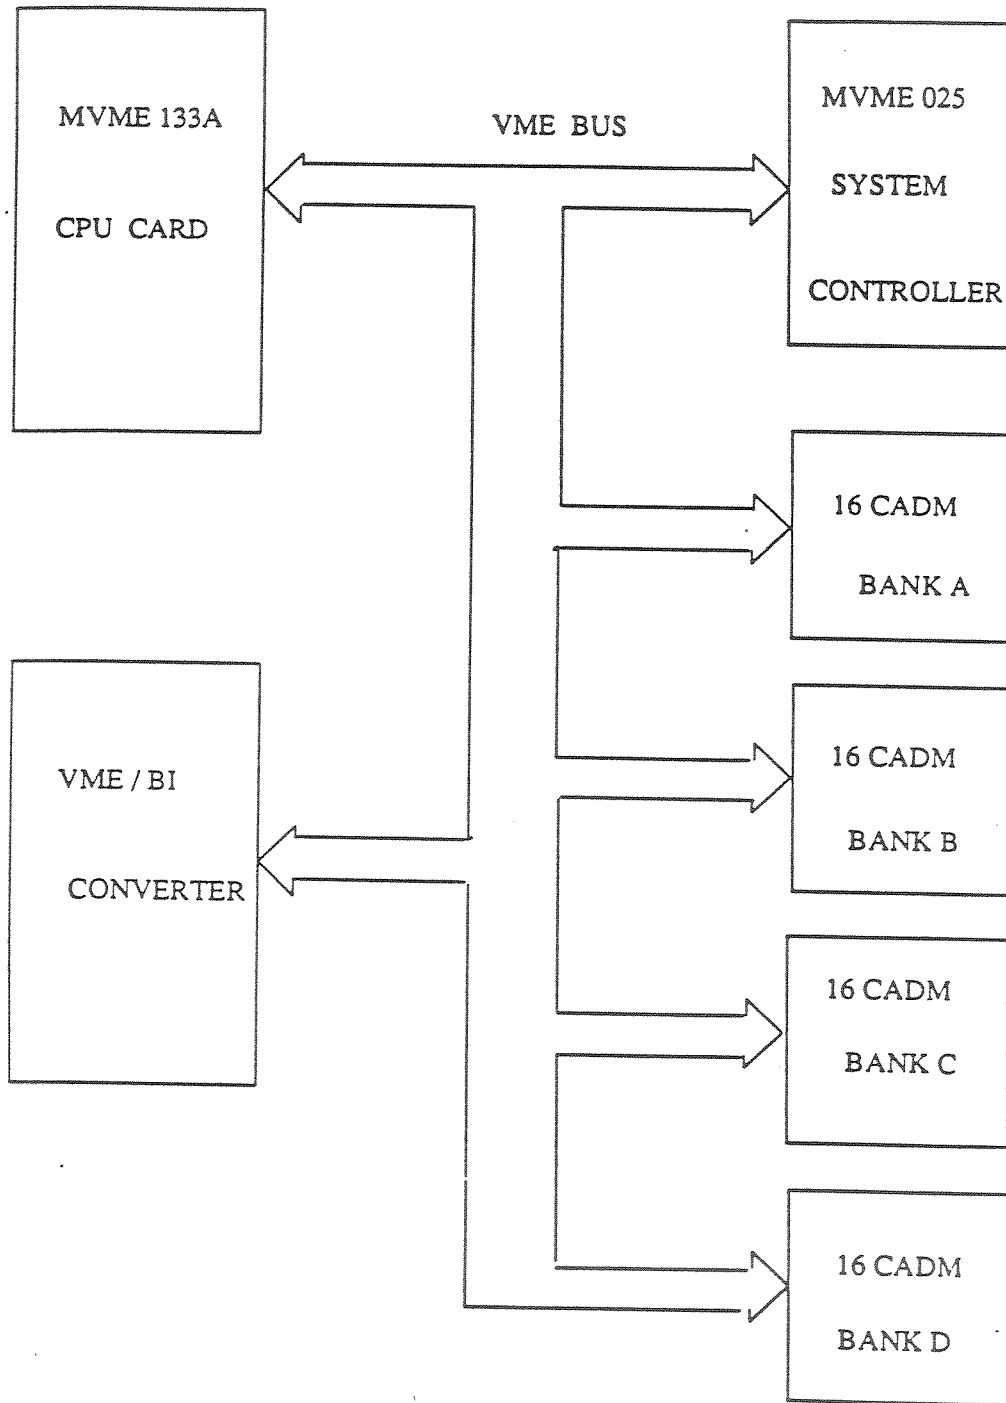 MVME 133A
CPU CARD
VME BUS
MVME 025
SYSTEM
CONTROLLER
16 CADM
BANK A
VME / BI
CONVERTER
16 CADM
BANK B
16 CADM
BANK C
16 CADM
BANK D